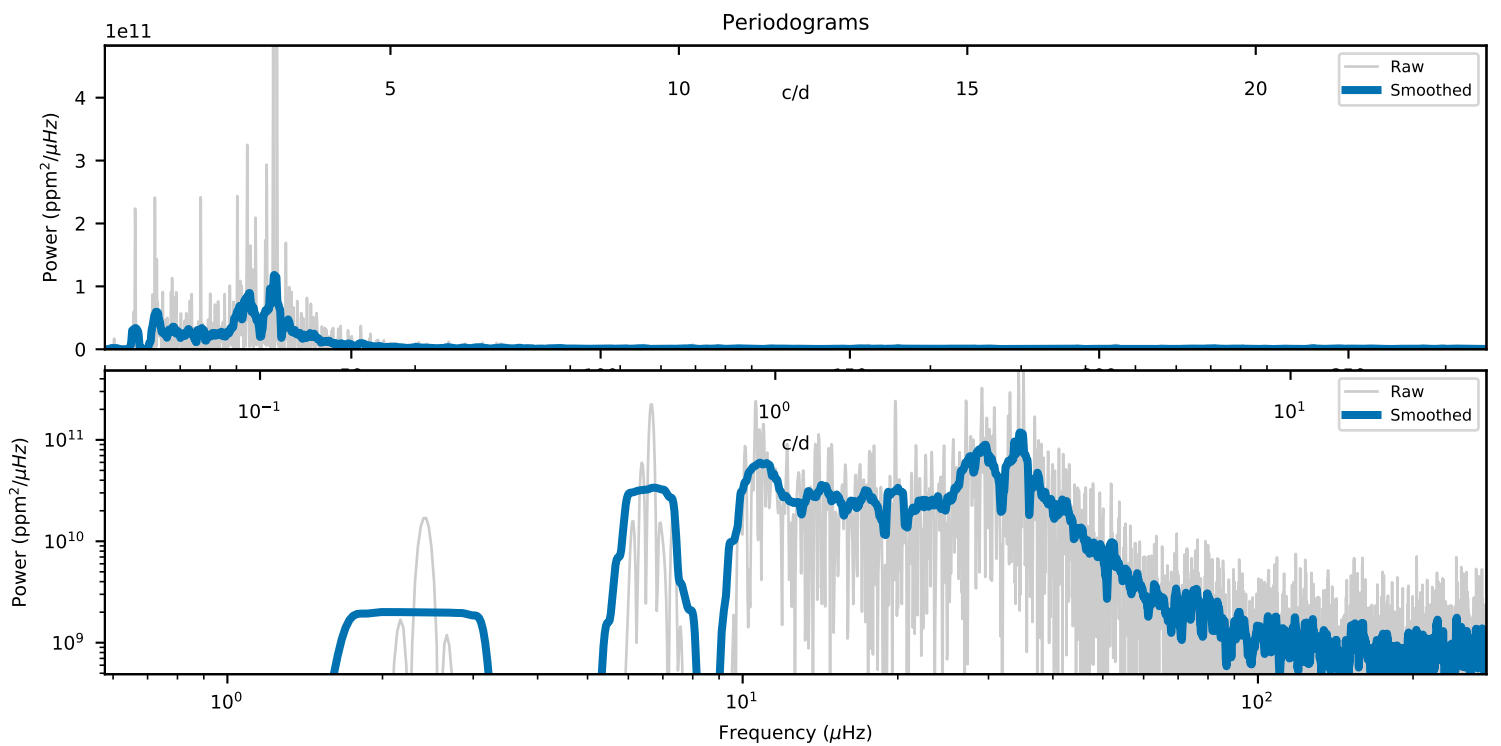 Periodograms
1e11
Power (ppm²/μHz)
4
3
2
1
0
5
10
15
20
c/d
Raw
Smoothed
Power (ppm²/μHz)
10¹¹
10¹⁰
10⁹
10⁻¹
10⁰
10¹
c/d
Raw
Smoothed
10⁰
10¹
10²
Frequency (μHz)